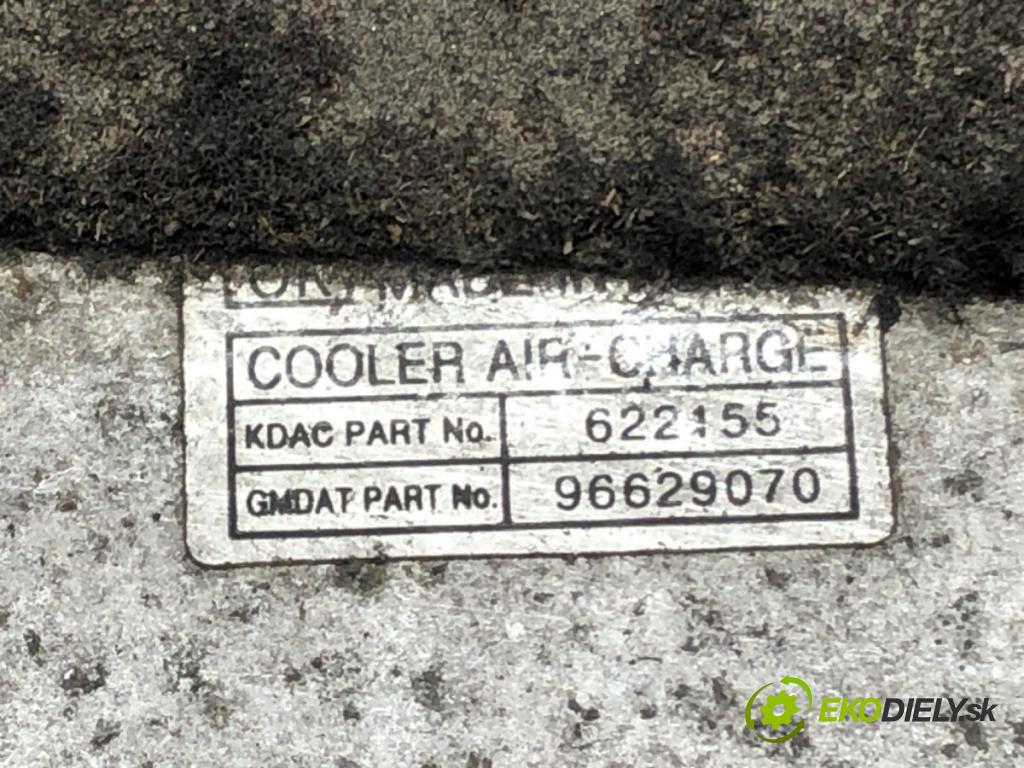 COOLER AIR-CHARGE
KDAC PART No. 622155
GMDAT PART No. 96629070
EKODIELY.sk